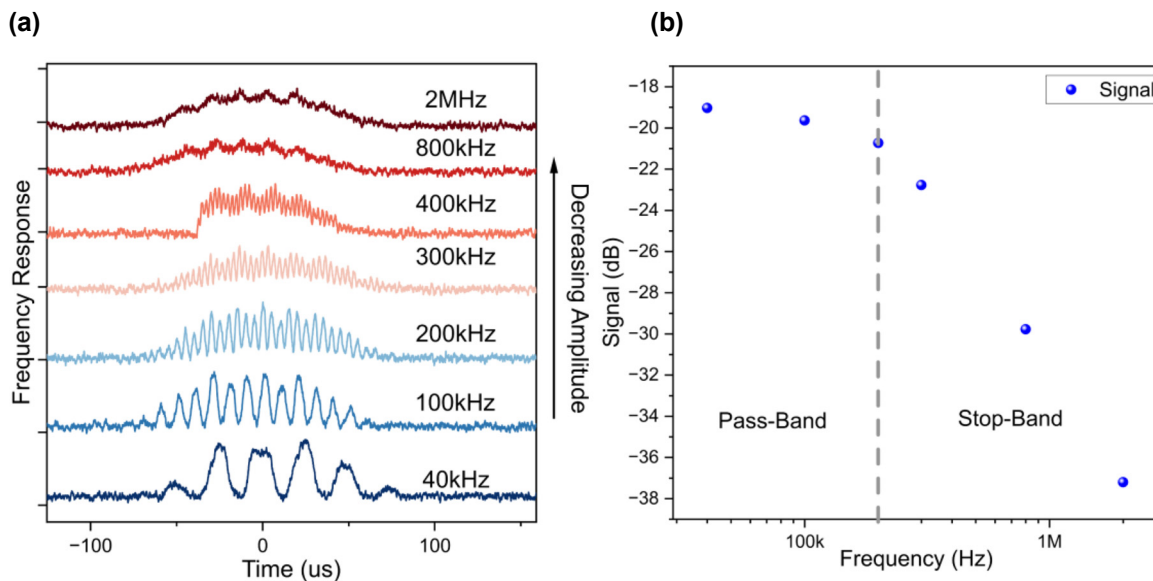 (a)
Frequency Response
2MHz
800kHz
400kHz
300kHz
200kHz
100kHz
40kHz
Decreasing Amplitude
−100
0
100
Time (us)
(b)
Signal (dB)
−18
−20
−22
−24
−26
−28
−30
−32
−34
−36
−38
Signal
Pass-Band
Stop-Band
100k
1M
Frequency (Hz)